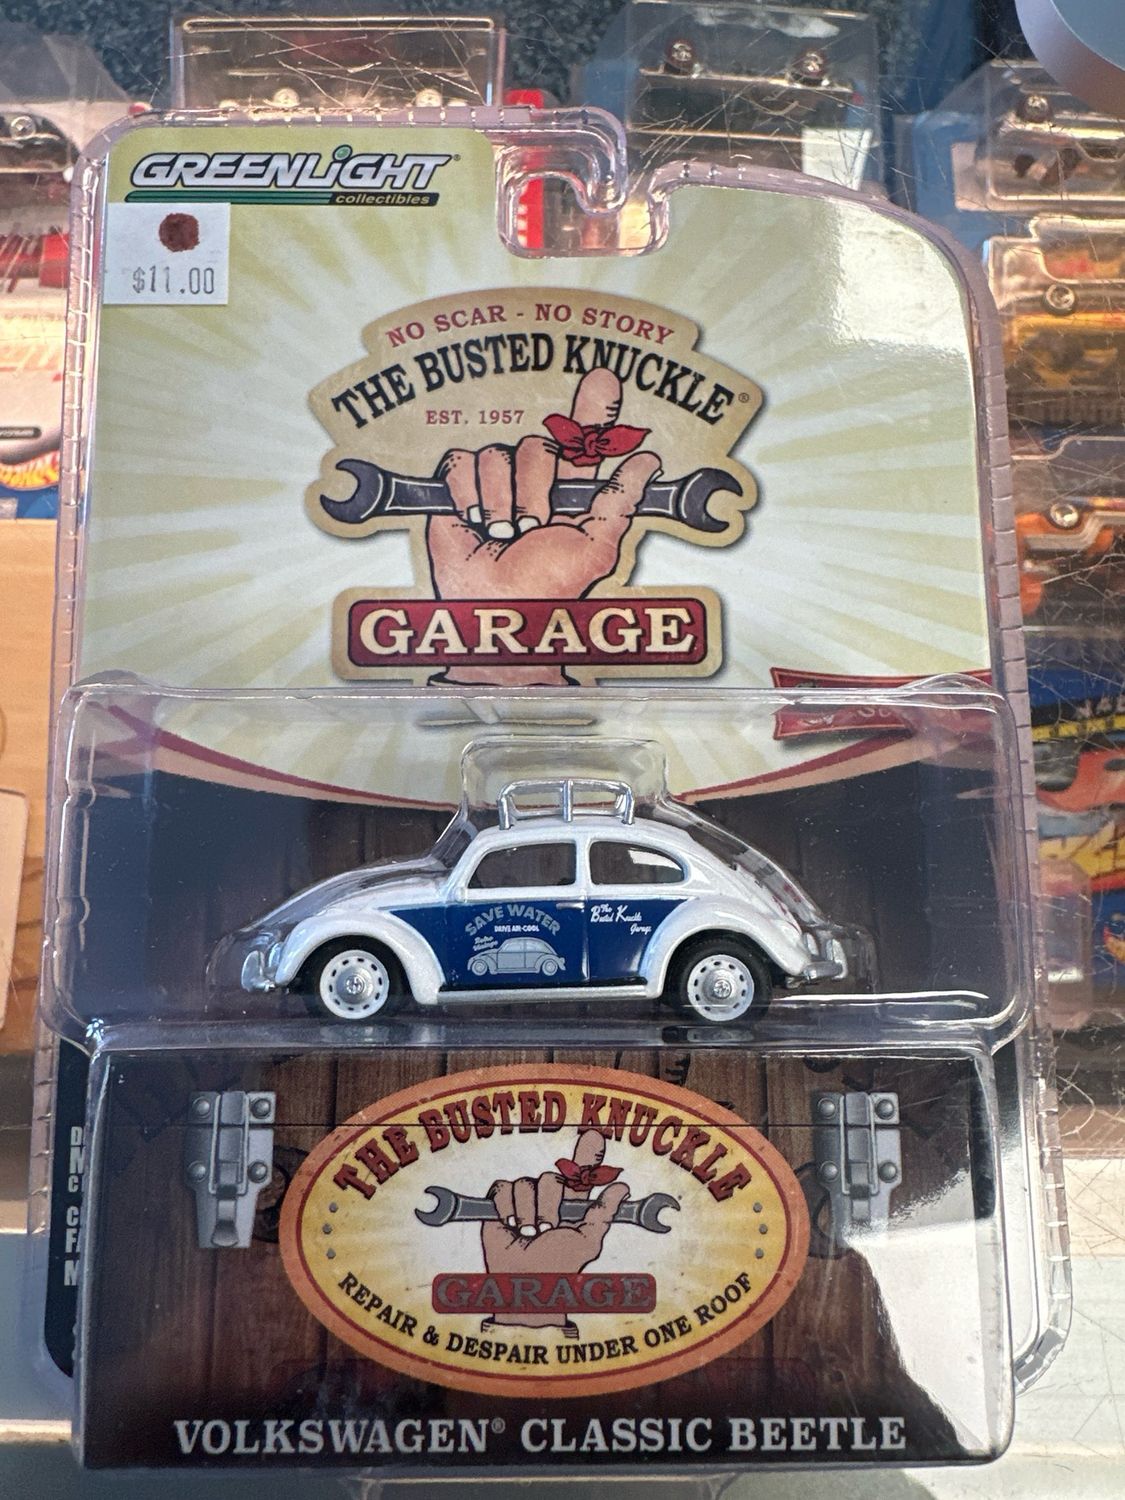 GREENLIGHT®
collectibles
$11.00
NO SCAR - NO STORY
THE BUSTED KNUCKLE®
EST. 1957
GARAGE
SAVE WATER
DRIVE AIR-COOL
The
Busted Knuckle
Garage
THE BUSTED KNUCKLE
GARAGE
REPAIR & DESPAIR UNDER ONE ROOF
VOLKSWAGEN® CLASSIC BEETLE